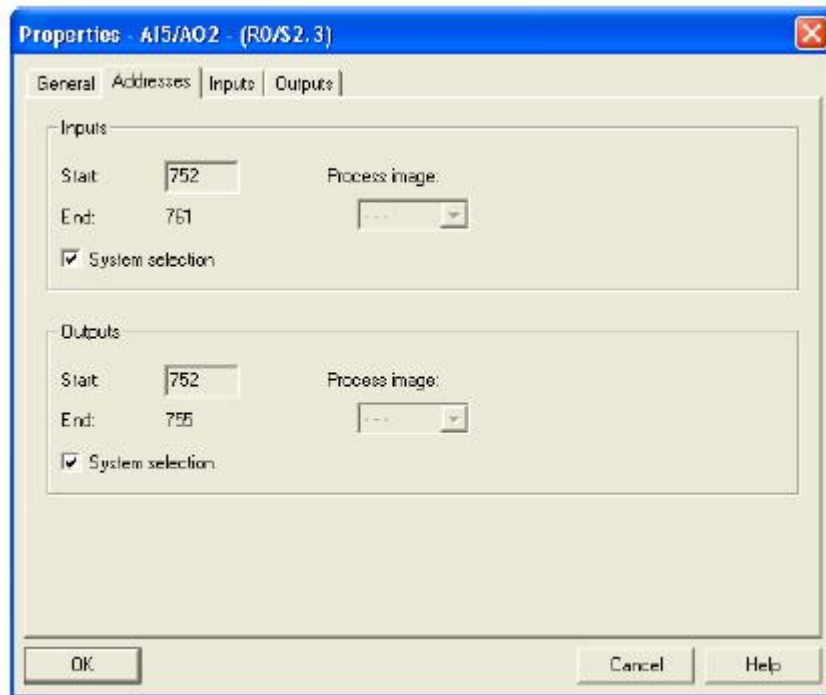 Properties - AI5/AO2 - (R0/S2.3)
General Addresses Inputs Outputs
Inputs
Start: 752 Process image:
End: 761 ---
System selection
Outputs
Start: 752 Process image:
End: 755 ---
System selection
OK Cancel Help